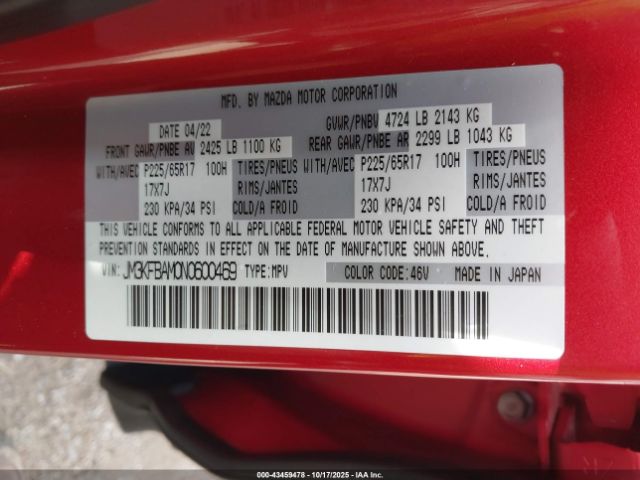 MFD. BY MAZDA MOTOR CORPORATION
DATE 04/22 GVWR/PNBV 4724 LB 2143 KG
FRONT GAWR/PNBE AV 2425 LB 1100 KG REAR GAWR/PNBE AR 2299 LB 1043 KG
WITH/AVEC P225/65R17 100H TIRES/PNEUS WITH/AVEC P225/65R17 100H TIRES/PNEUS
17X7J RIMS/JANTES 17X7J RIMS/JANTES
230 KPA/34 PSI COLD/A FROID 230 KPA/34 PSI COLD/A FROID
THIS VEHICLE CONFORMS TO ALL APPLICABLE FEDERAL MOTOR VEHICLE SAFETY AND THEFT
PREVENTION STANDARDS IN EFFECT ON THE DATE OF MANUFACTURE SHOWN ABOVE.
VIN: JM3KFBAM0N0600469 TYPE:MPV COLOR CODE:46V MADE IN JAPAN
000-43459478 - 10/17/2025 - IAA Inc.